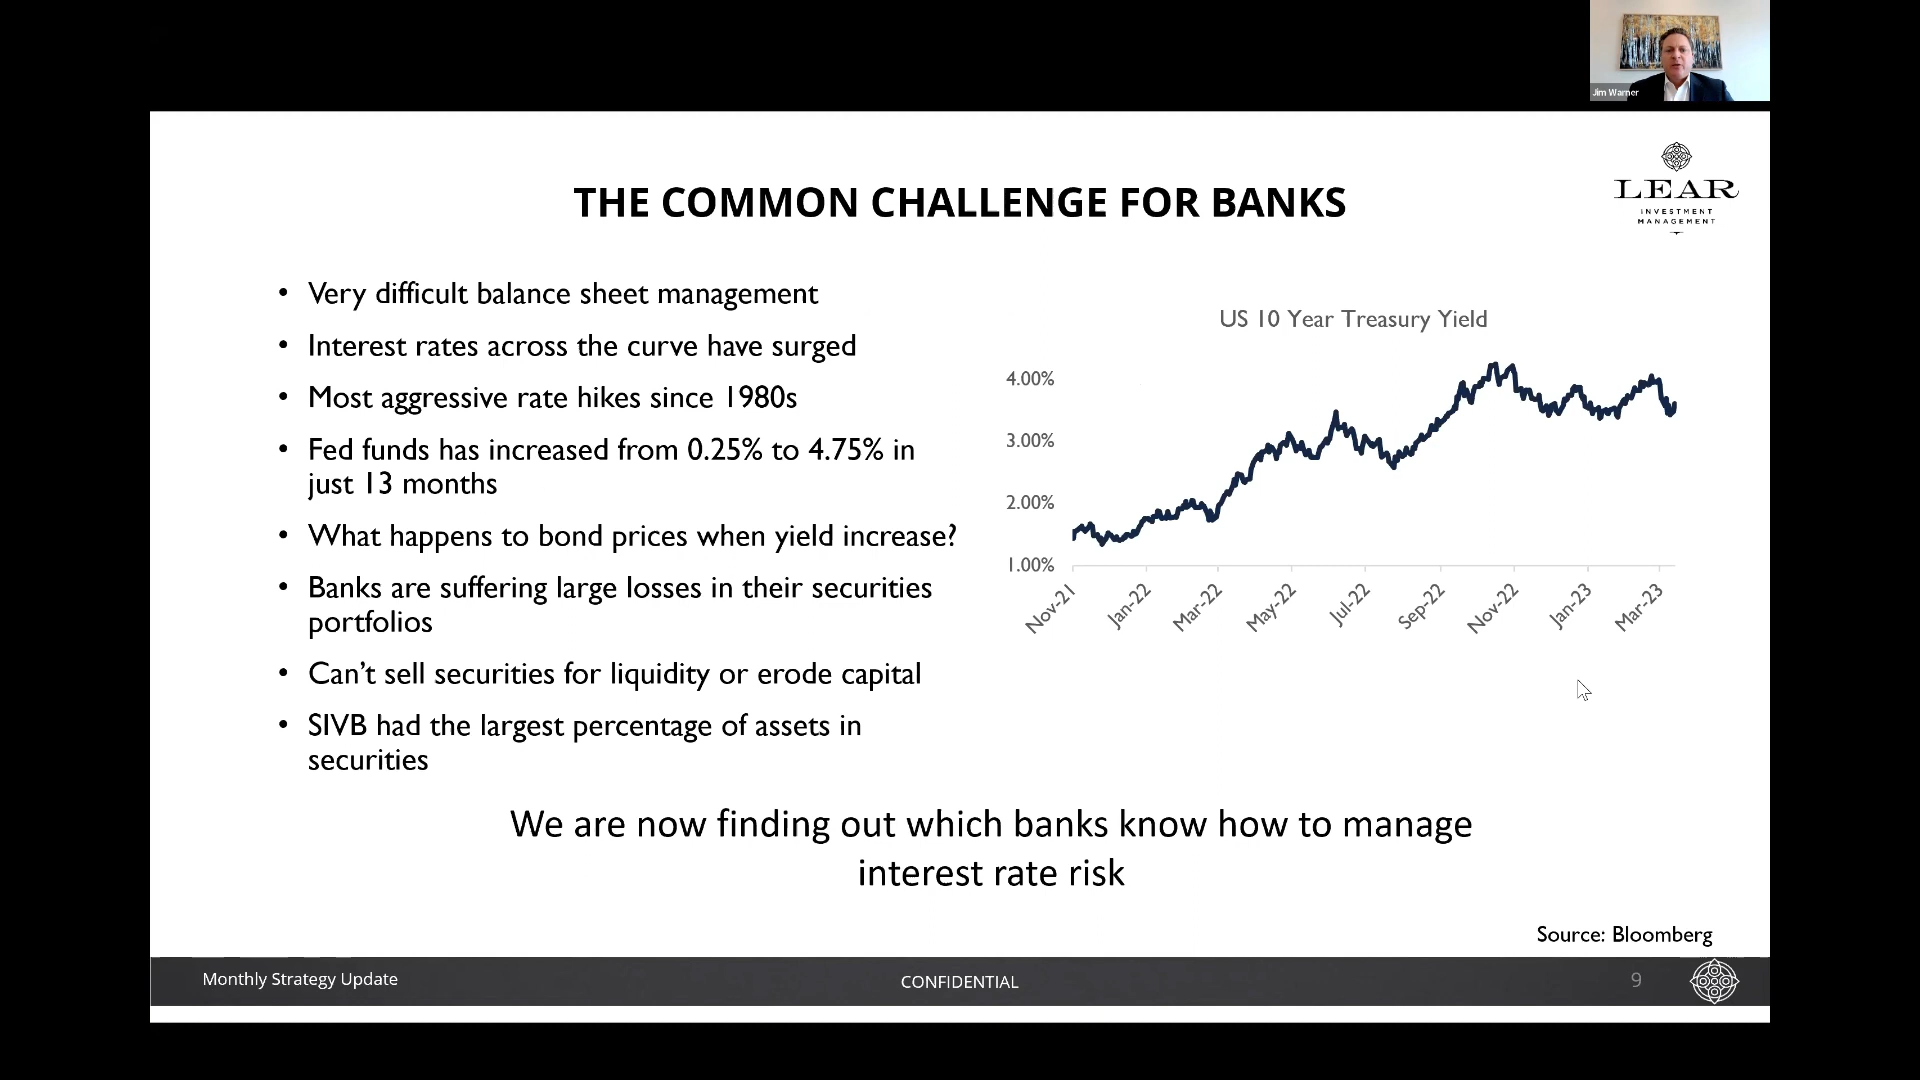 Jim Warner
LEAR
INVESTMENT
MANAGEMENT
THE COMMON CHALLENGE FOR BANKS
• Very difficult balance sheet management
• Interest rates across the curve have surged
• Most aggressive rate hikes since 1980s
• Fed funds has increased from 0.25% to 4.75% in
just 13 months
• What happens to bond prices when yield increase?
• Banks are suffering large losses in their securities
portfolios
• Can't sell securities for liquidity or erode capital
• SIVB had the largest percentage of assets in
securities
US 10 Year Treasury Yield
4.00%
3.00%
2.00%
1.00%
Nov-21 Jan-22 Mar-22 May-22 Jul-22 Sep-22 Nov-22 Jan-23 Mar-23
We are now finding out which banks know how to manage
interest rate risk
Source: Bloomberg
Monthly Strategy Update CONFIDENTIAL 9